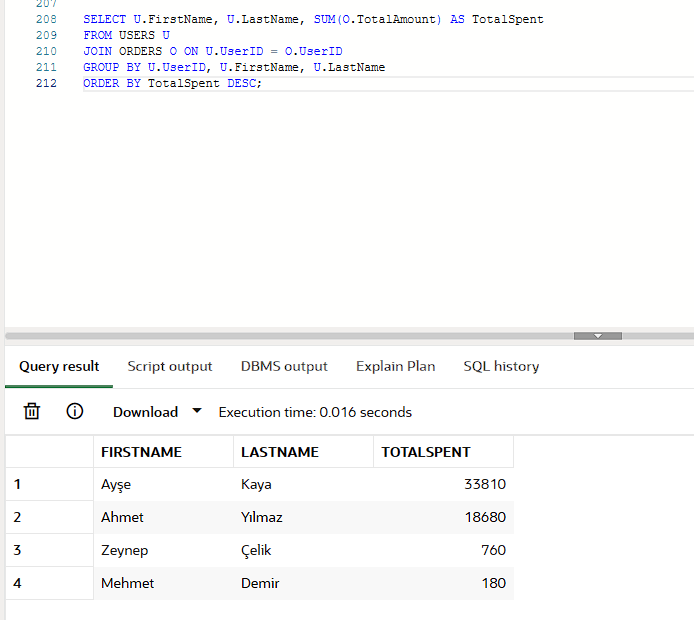 207
208 SELECT U.FirstName, U.LastName, SUM(O.TotalAmount) AS TotalSpent
209 FROM USERS U
210 JOIN ORDERS O ON U.UserID = O.UserID
211 GROUP BY U.UserID, U.FirstName, U.LastName
212 ORDER BY TotalSpent DESC;
Query result Script output DBMS output Explain Plan SQL history
Download Execution time: 0.016 seconds
FIRSTNAME LASTNAME TOTALSPENT
1 Ayşe Kaya 33810
2 Ahmet Yılmaz 18680
3 Zeynep Çelik 760
4 Mehmet Demir 180